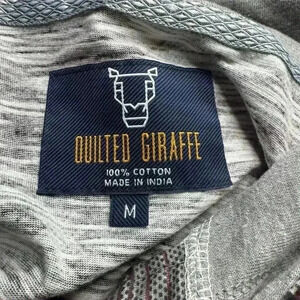 QUILTED GIRAFFE
100% COTTON
MADE IN INDIA
M